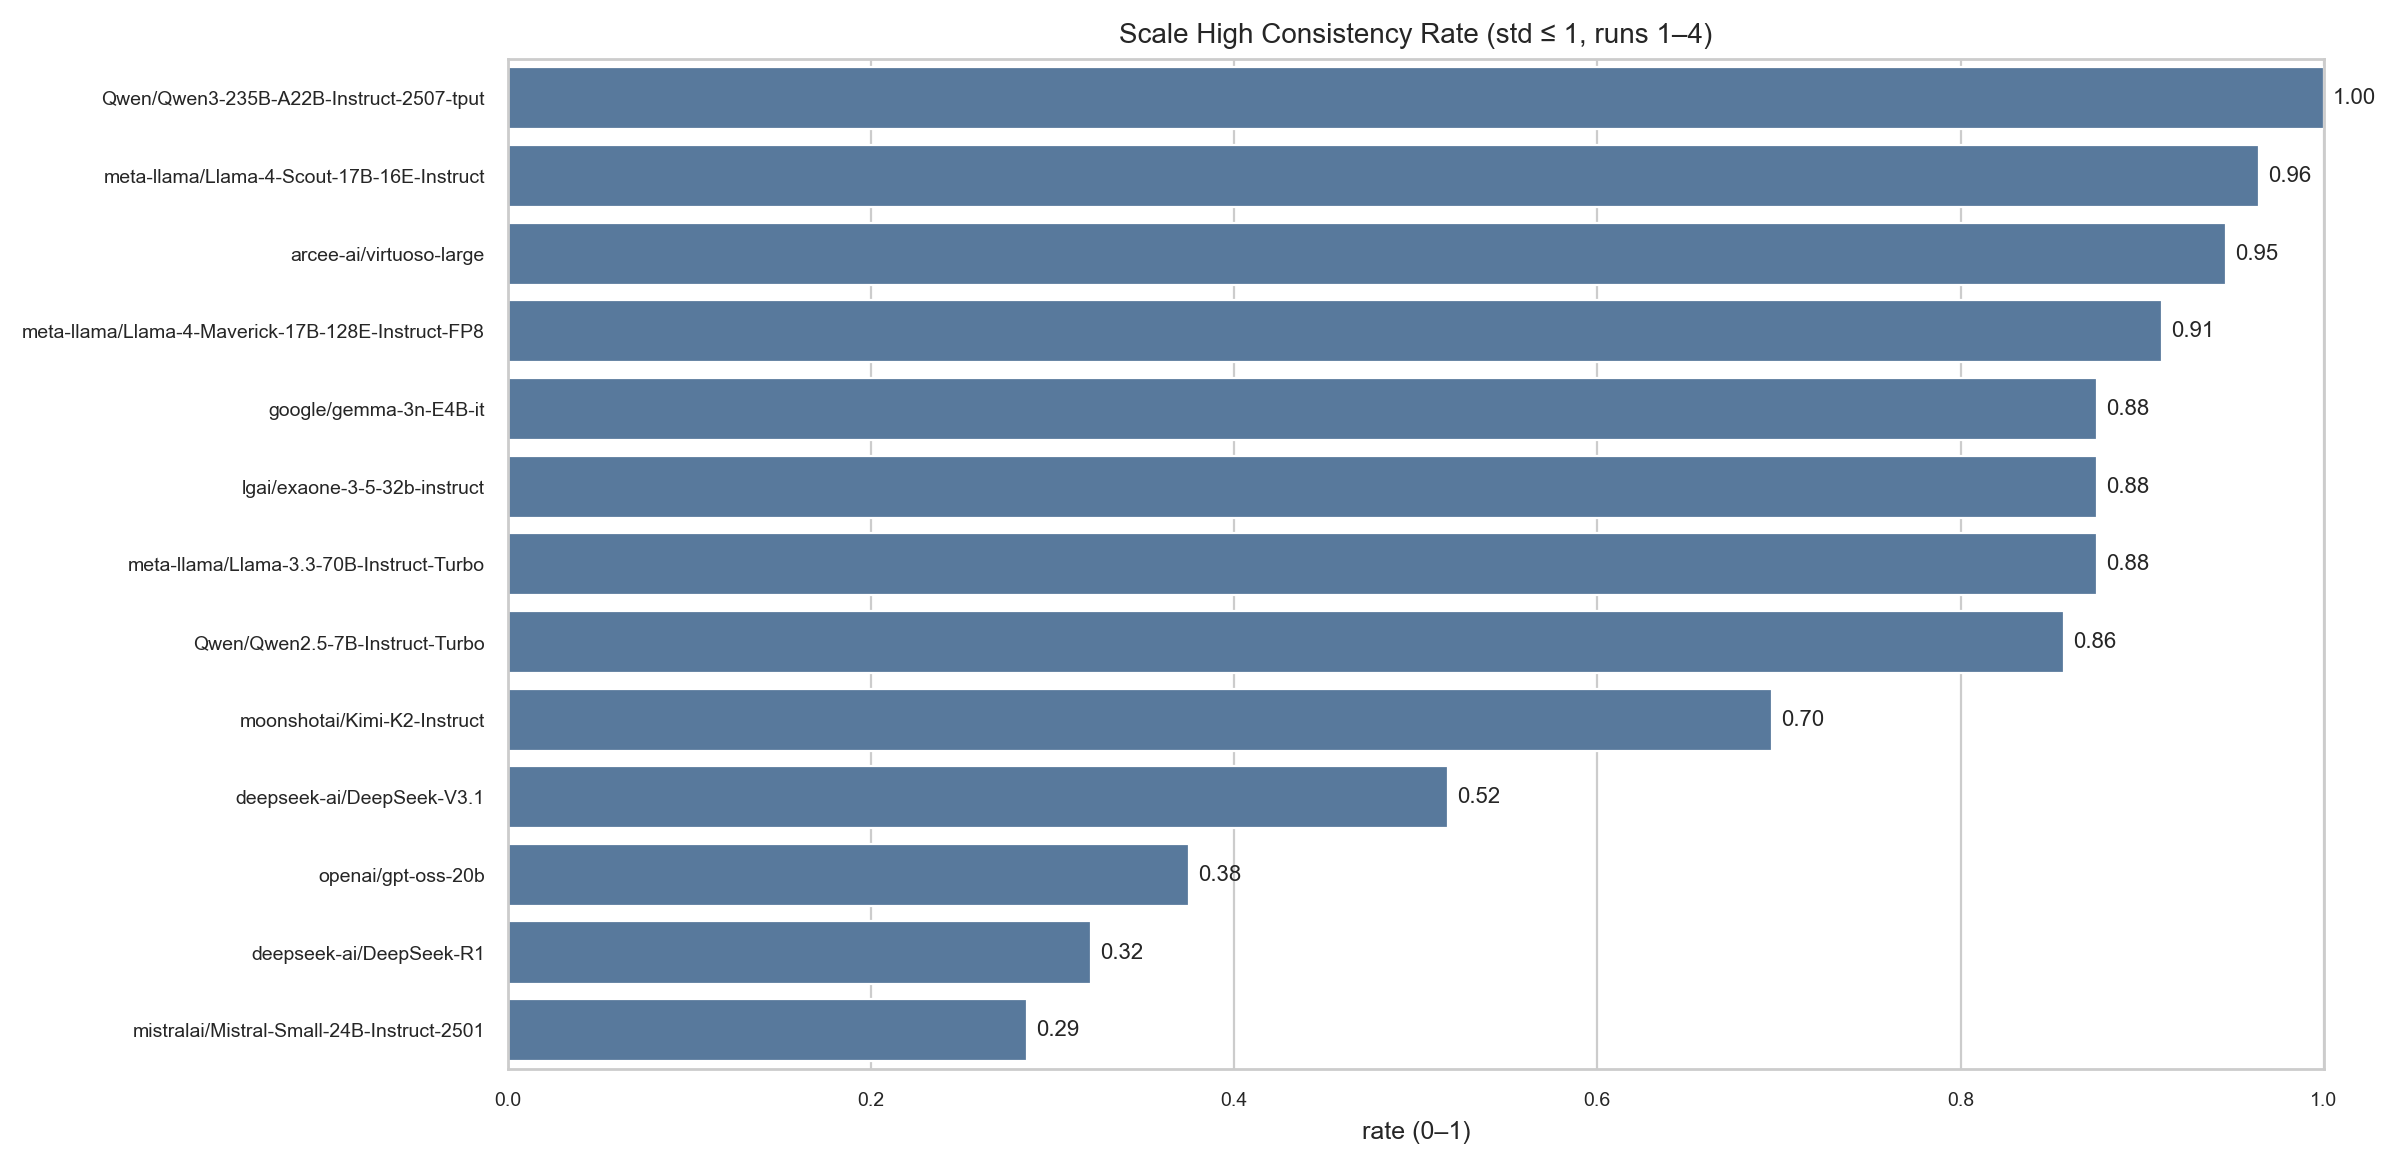 Scale High Consistency Rate (std ≤ 1, runs 1–4)
Qwen/Qwen3-235B-A22B-Instruct-2507-tput 1.00
meta-llama/Llama-4-Scout-17B-16E-Instruct 0.96
arcee-ai/virtuoso-large 0.95
meta-llama/Llama-4-Maverick-17B-128E-Instruct-FP8 0.91
google/gemma-3n-E4B-it 0.88
lgai/exaone-3-5-32b-instruct 0.88
meta-llama/Llama-3.3-70B-Instruct-Turbo 0.88
Qwen/Qwen2.5-7B-Instruct-Turbo 0.86
moonshotai/Kimi-K2-Instruct 0.70
deepseek-ai/DeepSeek-V3.1 0.52
openai/gpt-oss-20b 0.38
deepseek-ai/DeepSeek-R1 0.32
mistralai/Mistral-Small-24B-Instruct-2501 0.29
0.0 0.2 0.4 0.6 0.8 1.0
rate (0–1)